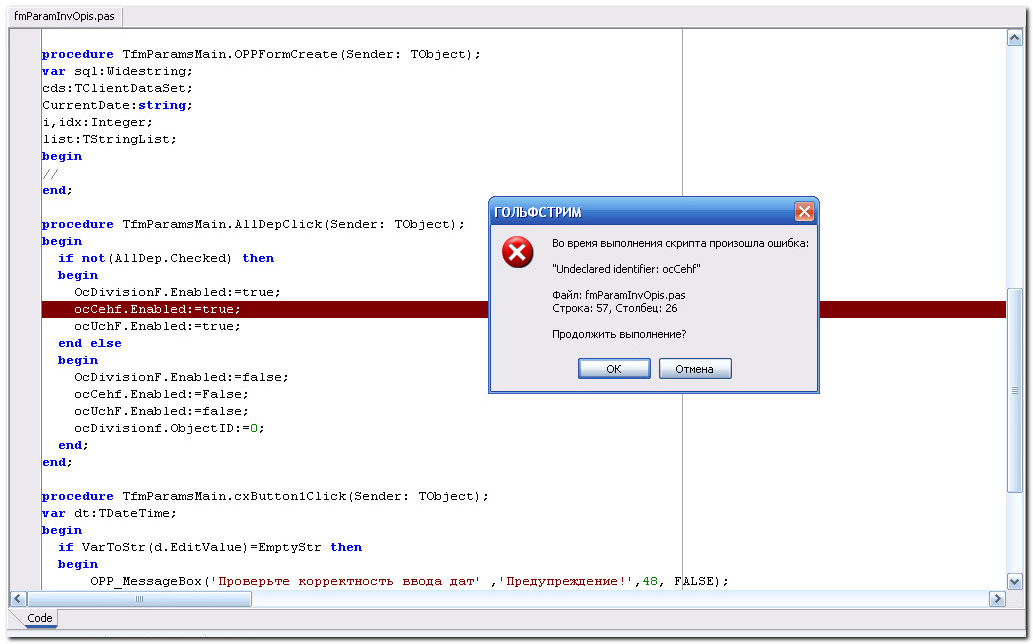 fmParamInvOpis.pas
procedure TfmParamsMain.OPPFormCreate(Sender: TObject);
var sql:Widestring;
cds:TClientDataSet;
CurrentDate:string;
i,idx:Integer;
list:TStringList;
begin
//
end;
procedure TfmParamsMain.AllDepClick(Sender: TObject);
begin
if not(AllDep.Checked) then
begin
OcDivisionF.Enabled:=true;
ocCehf.Enabled:=true;
ocUchF.Enabled:=true;
end else
begin
OcDivisionF.Enabled:=false;
ocCehf.Enabled:=False;
ocUchF.Enabled:=false;
ocDivisionf.ObjectID:=0;
end;
end;
procedure TfmParamsMain.cxButton1Click(Sender: TObject);
var dt:TDateTime;
begin
if VarToStr(d.EditValue)=EmptyStr then
begin
OPP_MessageBox('Проверьте корректность ввода дат' ,'Предупреждение!',48, FALSE);
Code
ГОЛЬФСТРИМ
Во время выполнения скрипта произошла ошибка:
"Undeclared identifier: ocCehf"
Файл: fmParamInvOpis.pas
Строка: 57, Столбец: 26
Продолжить выполнение?
OK
Отмена